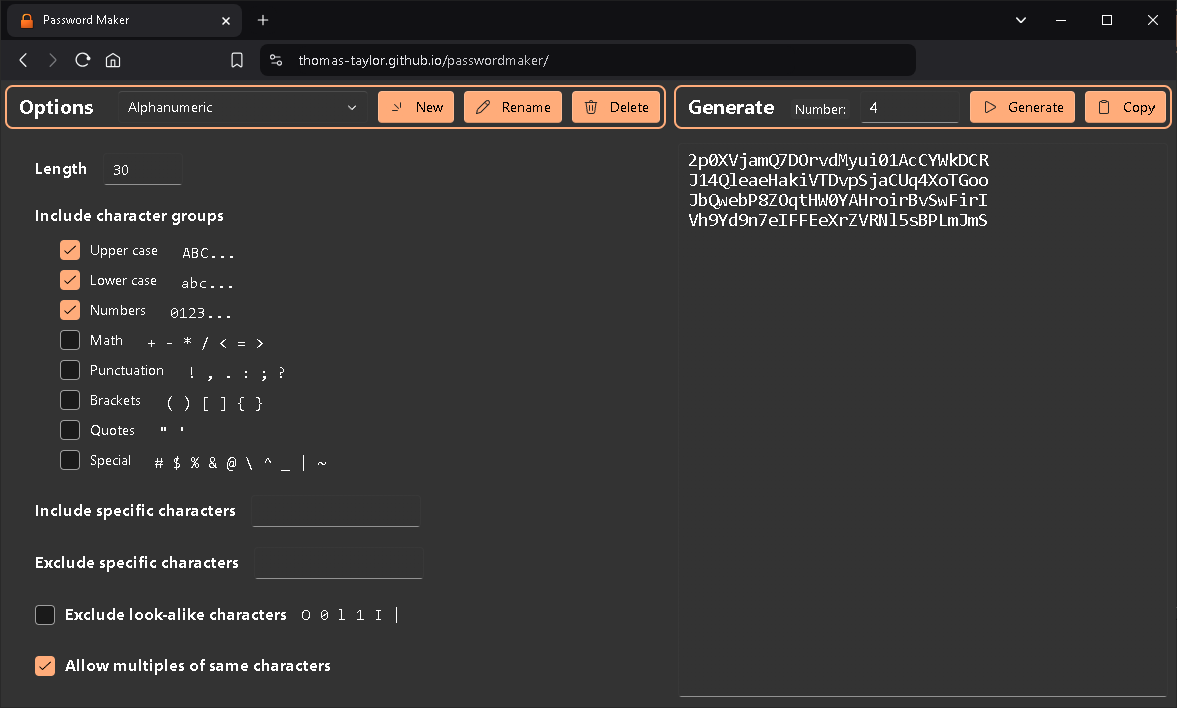 Password Maker
thomas-taylor.github.io/passwordmaker/
Options Alphanumeric New Rename Delete
Generate Number: 4 Generate Copy
Length 30
Include character groups
Upper case ABC...
Lower case abc...
Numbers 0123...
Math + - * / < = >
Punctuation ! , . : ; ?
Brackets ( ) [ ] { }
Quotes " '
Special # $ % & @ \ ^ _ | ~
Include specific characters
Exclude specific characters
Exclude look-alike characters O 0 l 1 I |
Allow multiples of same characters
2p0XVjamQ7DOrvdMyui01AcCYWkDCR
J14QleaeHakiVTDvpSjaCUq4XoTGoo
JbQwebP8ZOqtHW0YAHroirBvSwFirI
Vh9Yd9n7eIFFEeXrZVRNl5sBPLmJmS